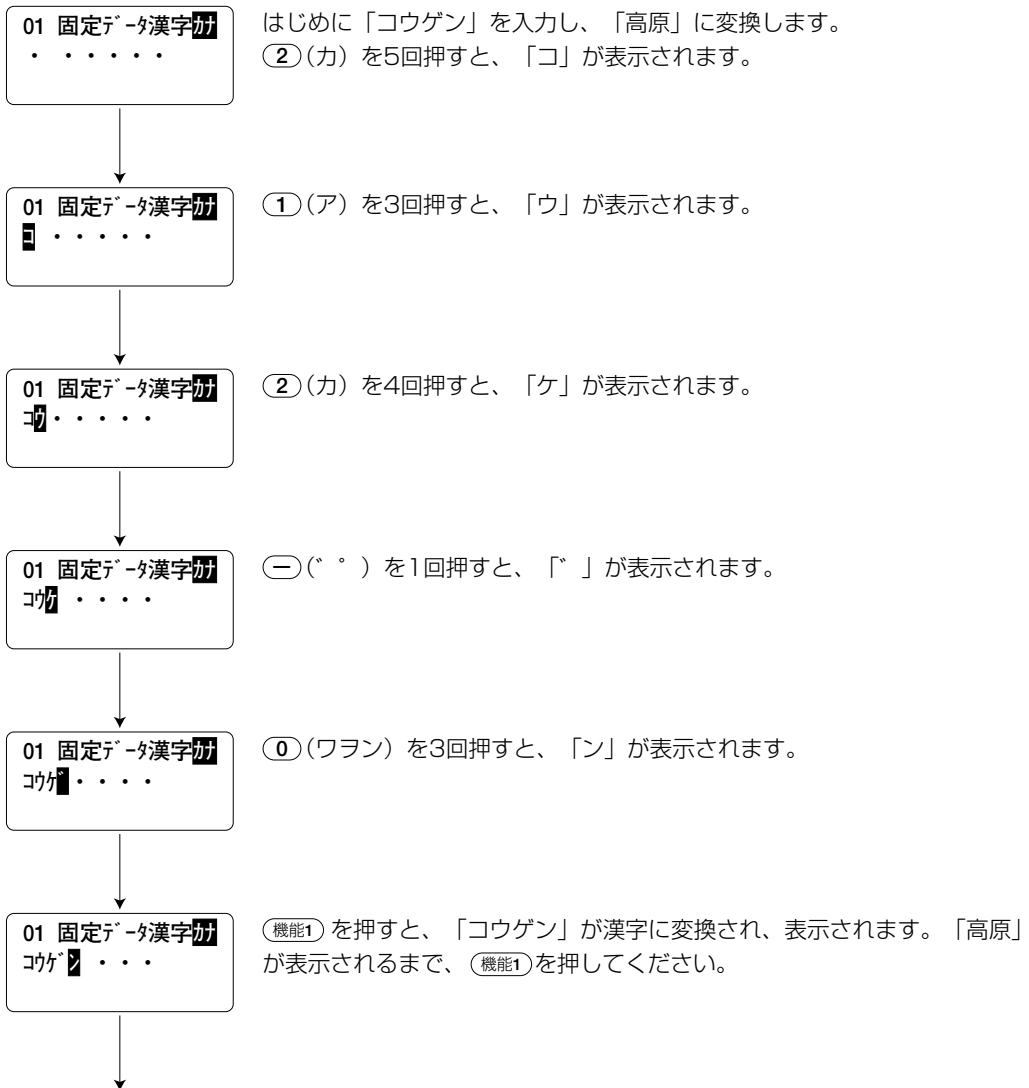 01 固定ﾃﾞｰﾀ漢字ｶﾅ
・ ・・・・・
はじめに「コウゲン」を入力し、「高原」に変換します。
2(カ）を5回押すと、「コ」が表示されます。
01 固定ﾃﾞｰﾀ漢字ｶﾅ
ｺ ・・・・・
1(ア）を3回押すと、「ウ」が表示されます。
01 固定ﾃﾞｰﾀ漢字ｶﾅ
ｺｳ・・・・・
2(カ）を4回押すと、「ケ」が表示されます。
01 固定ﾃﾞｰﾀ漢字ｶﾅ
ｺｳｹ ・・・・
ー(゛゜）を1回押すと、「゛」が表示されます。
01 固定ﾃﾞｰﾀ漢字ｶﾅ
ｺｳｹﾞ・・・・
0(ワヲン）を3回押すと、「ン」が表示されます。
01 固定ﾃﾞｰﾀ漢字ｶﾅ
ｺｳｹﾞﾝ ・・・
機能1を押すと、「コウゲン」が漢字に変換され、表示されます。「高原」
が表示されるまで、機能1を押してください。